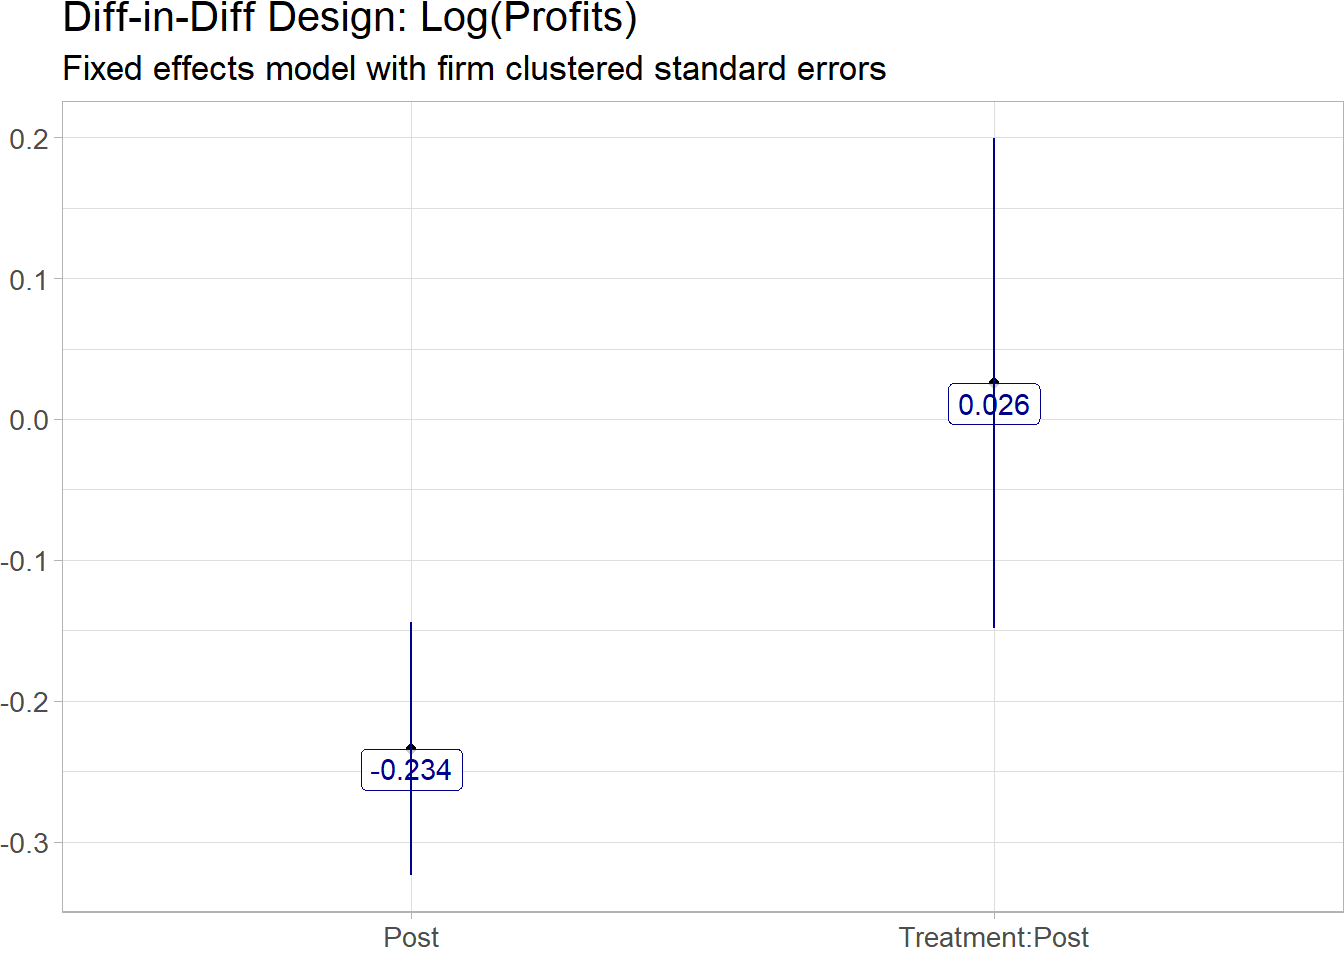 Diff-in-Diff Design: Log(Profits)
Fixed effects model with firm clustered standard errors
0.2
0.1
0.0
-0.1
-0.2
-0.3
0.026
-0.234
Post
Treatment:Post